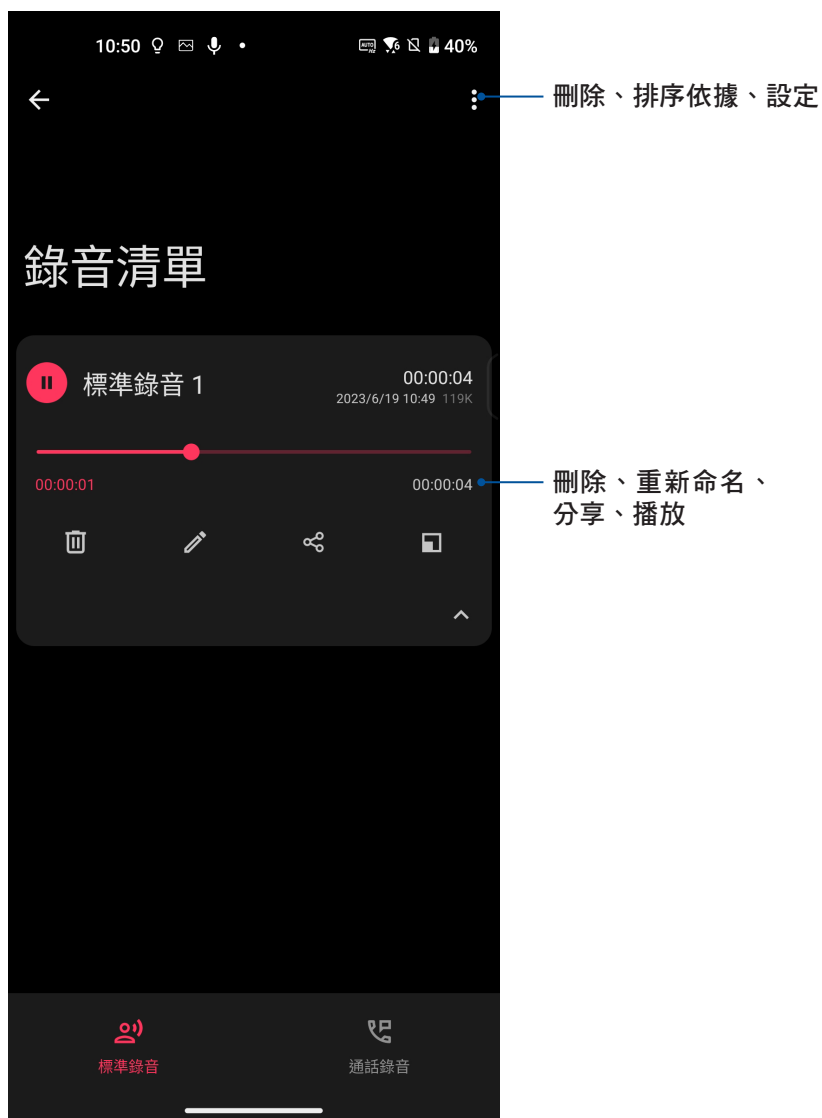 10:50 40%
刪除、排序依據、設定
錄音清單
標準錄音 1 00:00:04
2023/6/19 10:49 119K
00:00:01 00:00:04
刪除、重新命名、
分享、播放
標準錄音 通話錄音